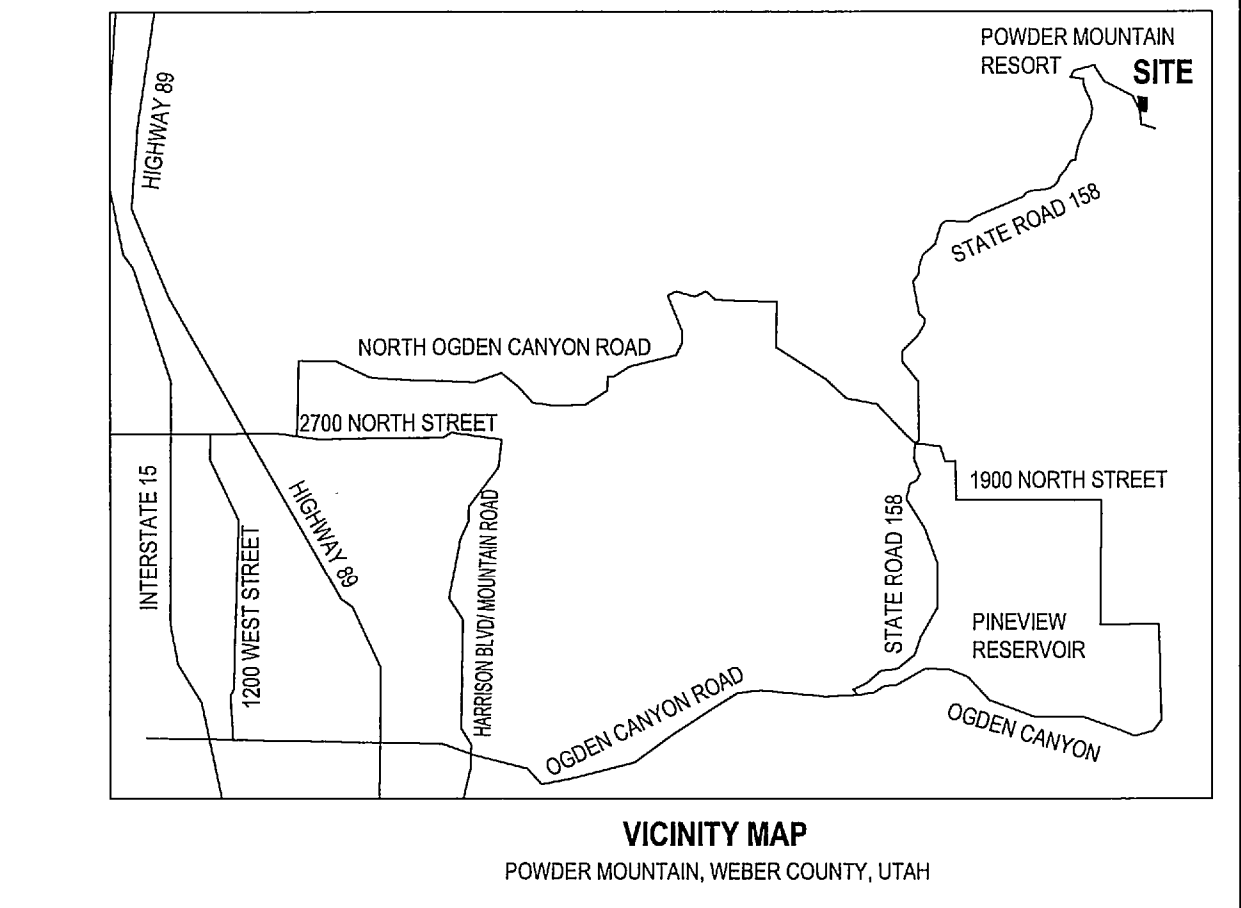 POWDER MOUNTAIN
RESORT
SITE
HIGHWAY 89
STATE ROAD 158
NORTH OGDEN CANYON ROAD
2700 NORTH STREET
1900 NORTH STREET
INTERSTATE 15
1200 WEST STREET
HIGHWAY 89
HARRISON BLVD/ MOUNTAIN ROAD
STATE ROAD 158
PINEVIEW
RESERVOIR
OGDEN CANYON ROAD
OGDEN CANYON
VICINITY MAP
POWDER MOUNTAIN, WEBER COUNTY, UTAH